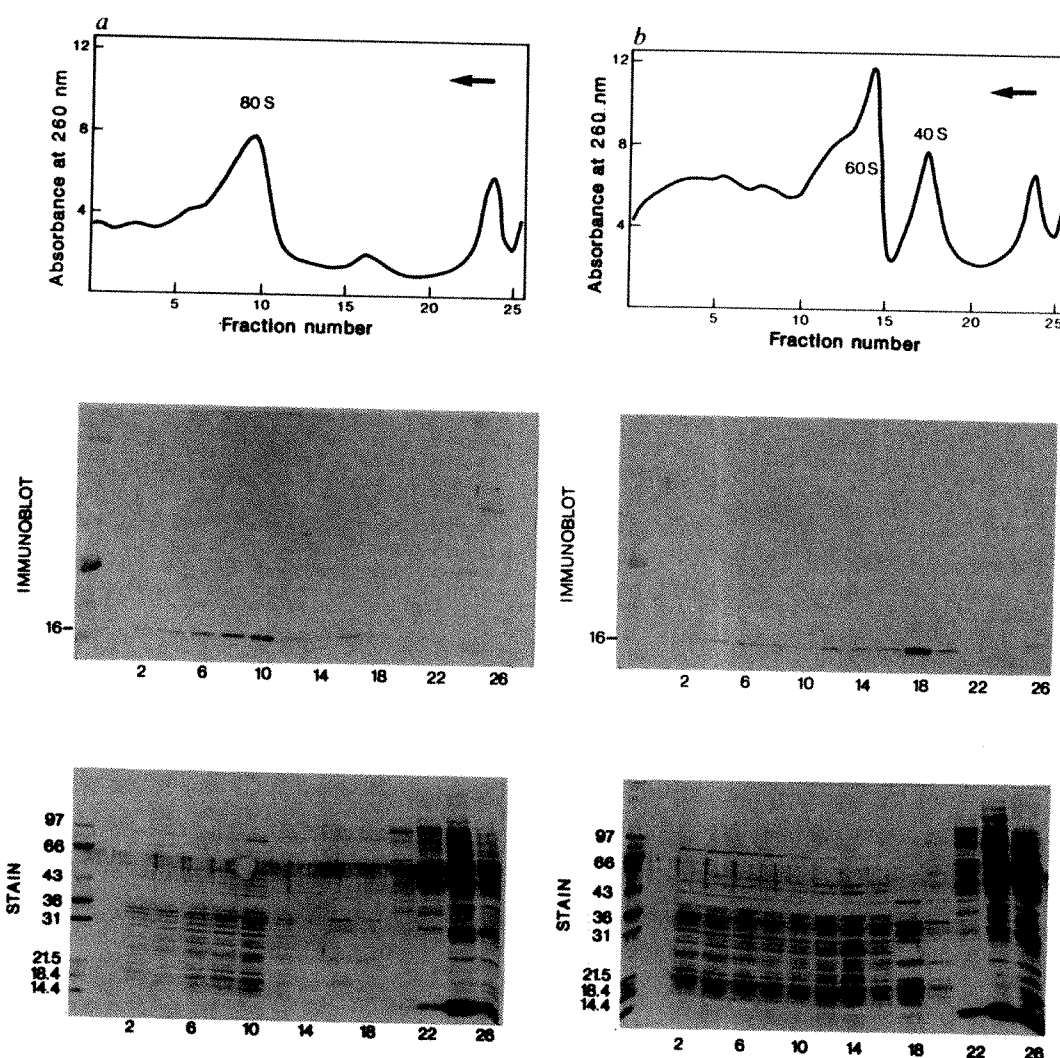 a
12
8
4
Absorbance at 260 nm
80 S
5 10 15 20 25
Fraction number
b
12
8
4
Absorbance at 260 nm
60S
40 S
5 10 15 20 25
Fraction number
IMMUNOBLOT
16-
2 6 10 14 18 22 26
IMMUNOBLOT
16-
2 6 10 14 18 22 26
STAIN
97
66
43
36
31
21.5
18.4
14.4
2 6 10 14 18 22 26
STAIN
97
66
43
36
31
21.5
18.4
14.4
2 6 10 14 18 22 26